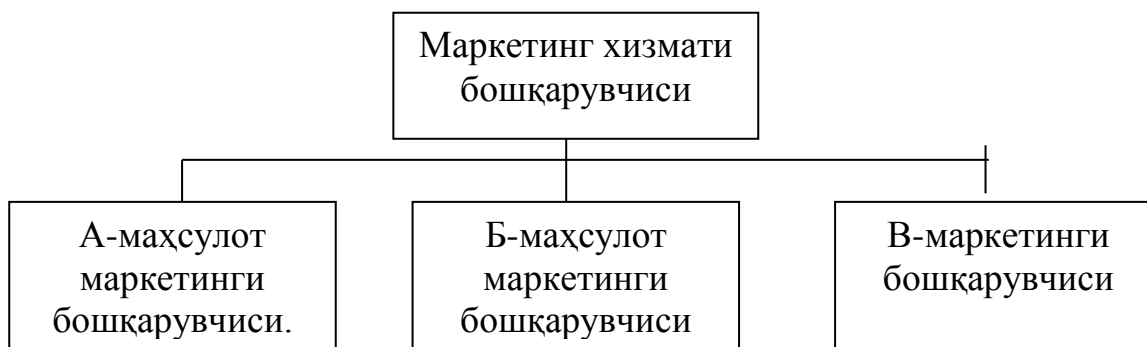 Маркетинг хизмати
бошқарувчиси
А-маҳсулот
маркетинги
бошқарувчиси.
Б-маҳсулот
маркетинги
бошқарувчиси
В-маркетинги
бошқарувчиси